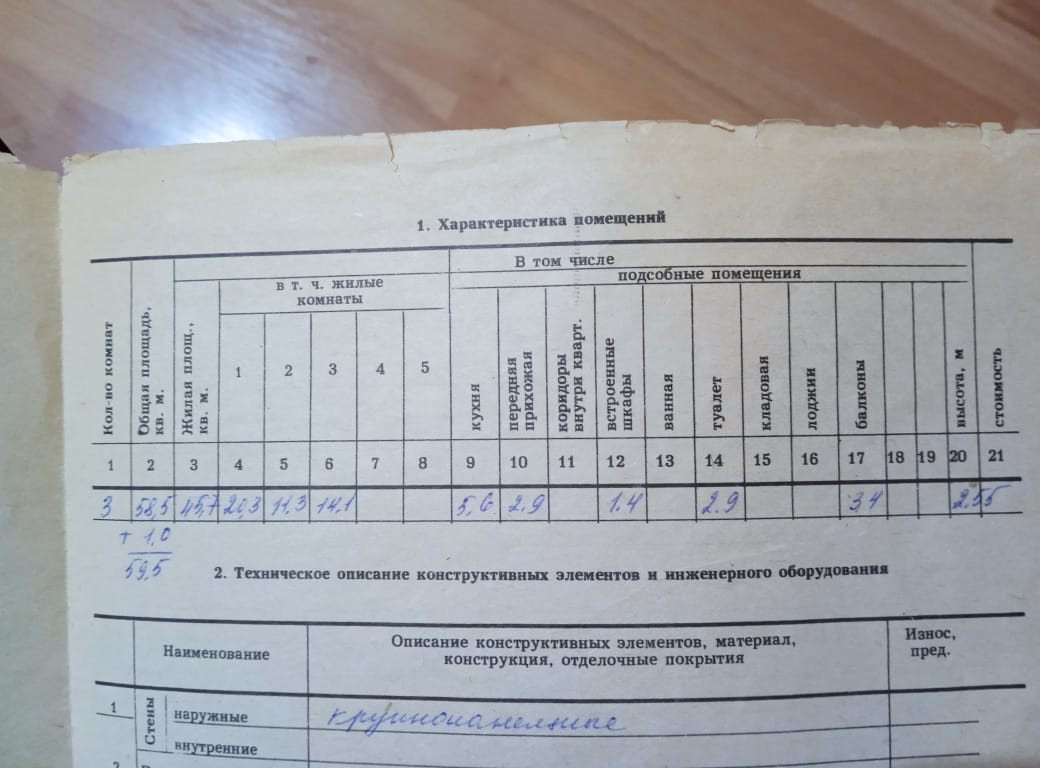 1. Характеристика помещений
В том числе
в т. ч. жилые комнаты
подсобные помещения
Кол-во комнат
Общая площадь, кв. м.
Жилая площ., кв. м.
1 2 3 4 5
кухня
передняя прихожая
коридоры внутри кварт.
встроенные шкафы
ванная
туалет
кладовая
лоджии
балконы
высота, м
стоимость
1 2 3 4 5 6 7 8 9 10 11 12 13 14 15 16 17 18 19 20 21
3 58,5 45,7 20,3 11.3 14,1 5,6 2.9 1.4 2.9 34 2.55
+ 1,0
59,5
2. Техническое описание конструктивных элементов и инженерного оборудования
Наименование
Описание конструктивных элементов, материал,
конструкция, отделочные покрытия
Износ,
пред.
1 Стены наружные крупнопанелные
внутренние
2